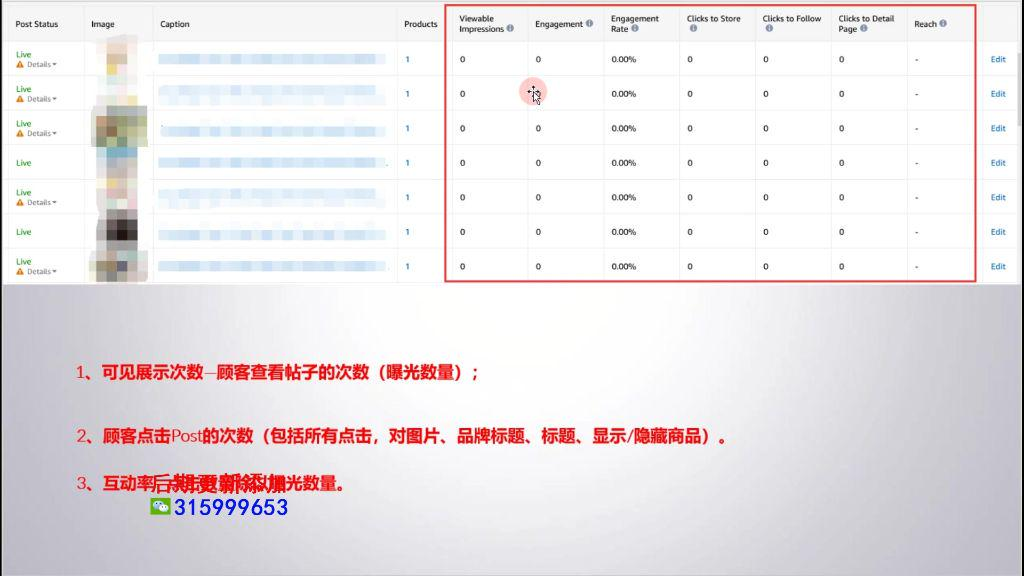 Post Status Image Caption Products Viewable Impressions Engagement Engagement Rate Clicks to Store Clicks to Follow Clicks to Detail Page Reach
Live
Details 1 0 0 0.00% 0 0 0 - Edit
Live
Details 1 0 0.00% 0 0 0 - Edit
Live
Details 1 0 0 0.00% 0 0 0 - Edit
Live 1 0 0 0.00% 0 0 0 - Edit
Live
Details 1 0 0 0.00% 0 0 0 - Edit
Live 1 0 0 0.00% 0 0 0 - Edit
Live
Details 1 0 0 0.00% 0 0 0 - Edit
1、可见展示次数—顾客查看帖子的次数（曝光数量）；
2、顾客点击Post的次数（包括所有点击，对图片、品牌标题、标题、显示/隐藏商品）。
3、互动率 曝光数量。
后期更新添加
315999653